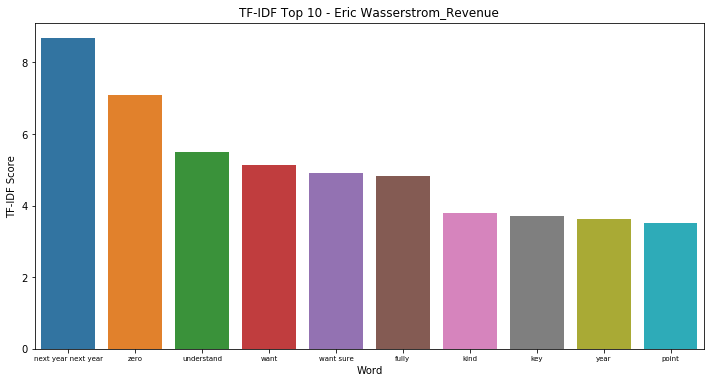 TF-IDF Top 10 - Eric Wasserstrom_Revenue
TF-IDF Score
8
6
4
2
0
next year next year zero understand want want sure fully kind key year point
Word